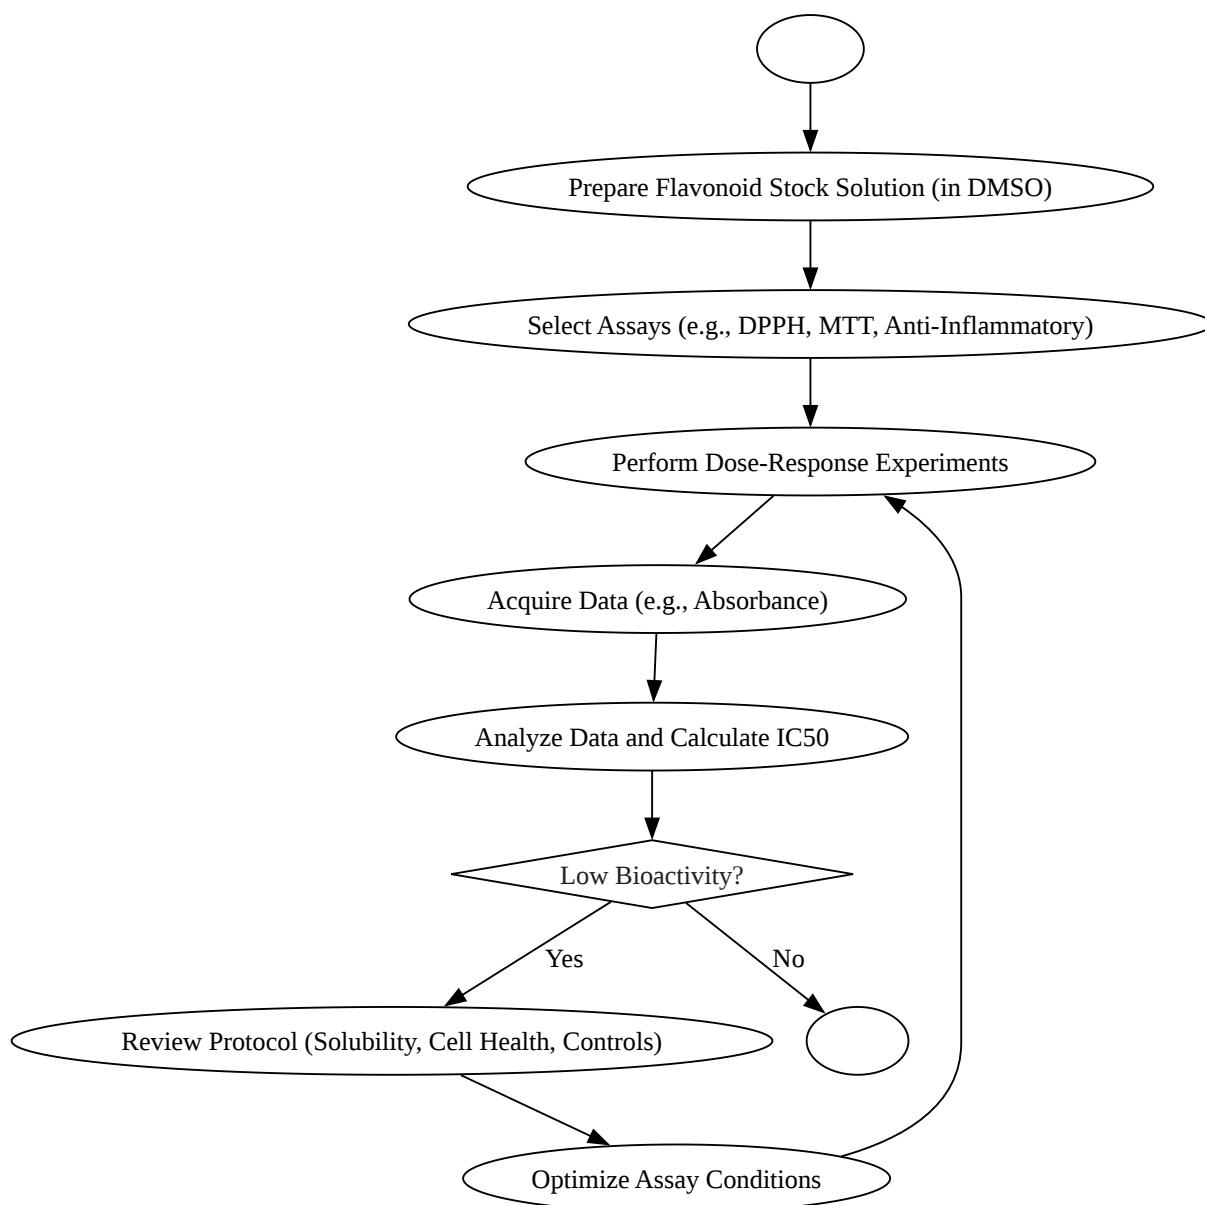 Prepare Flavonoid Stock Solution (in DMSO)
Select Assays (e.g., DPPH, MTT, Anti-Inflammatory)
Perform Dose-Response Experiments
Acquire Data (e.g., Absorbance)
Analyze Data and Calculate IC50
Low Bioactivity?
Yes
No
Review Protocol (Solubility, Cell Health, Controls)
Optimize Assay Conditions